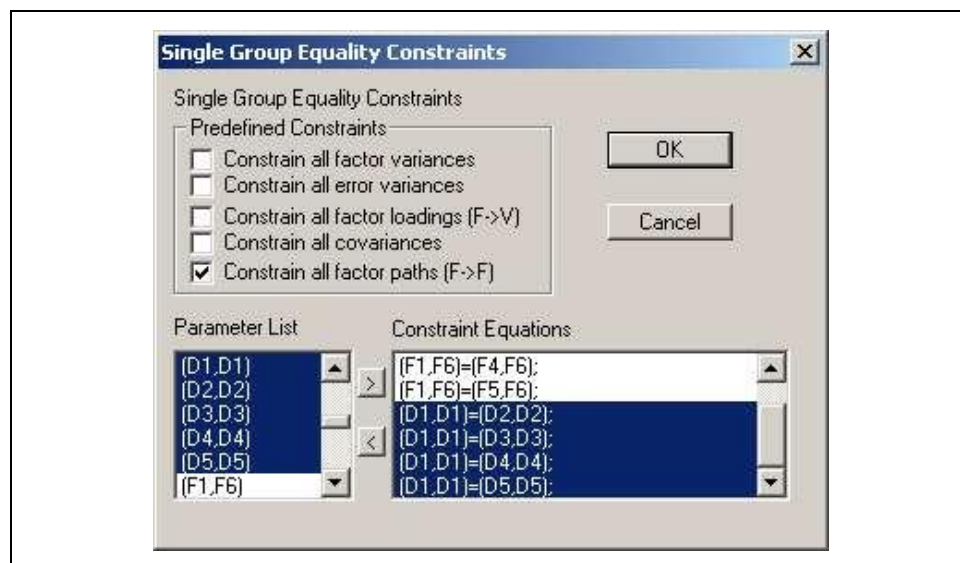 Single Group Equality Constraints
Single Group Equality Constraints
Predefined Constraints
Constrain all factor variances
Constrain all error variances
Constrain all factor loadings (F->V)
Constrain all covariances
Constrain all factor paths (F->F)
OK
Cancel
Parameter List
(D1,D1)
(D2,D2)
(D3,D3)
(D4,D4)
(D5,D5)
(F1,F6)
>
<
Constraint Equations
(F1,F6)=(F4,F6);
(F1,F6)=(F5,F6);
(D1,D1)=(D2,D2);
(D1,D1)=(D3,D3);
(D1,D1)=(D4,D4);
(D1,D1)=(D5,D5);